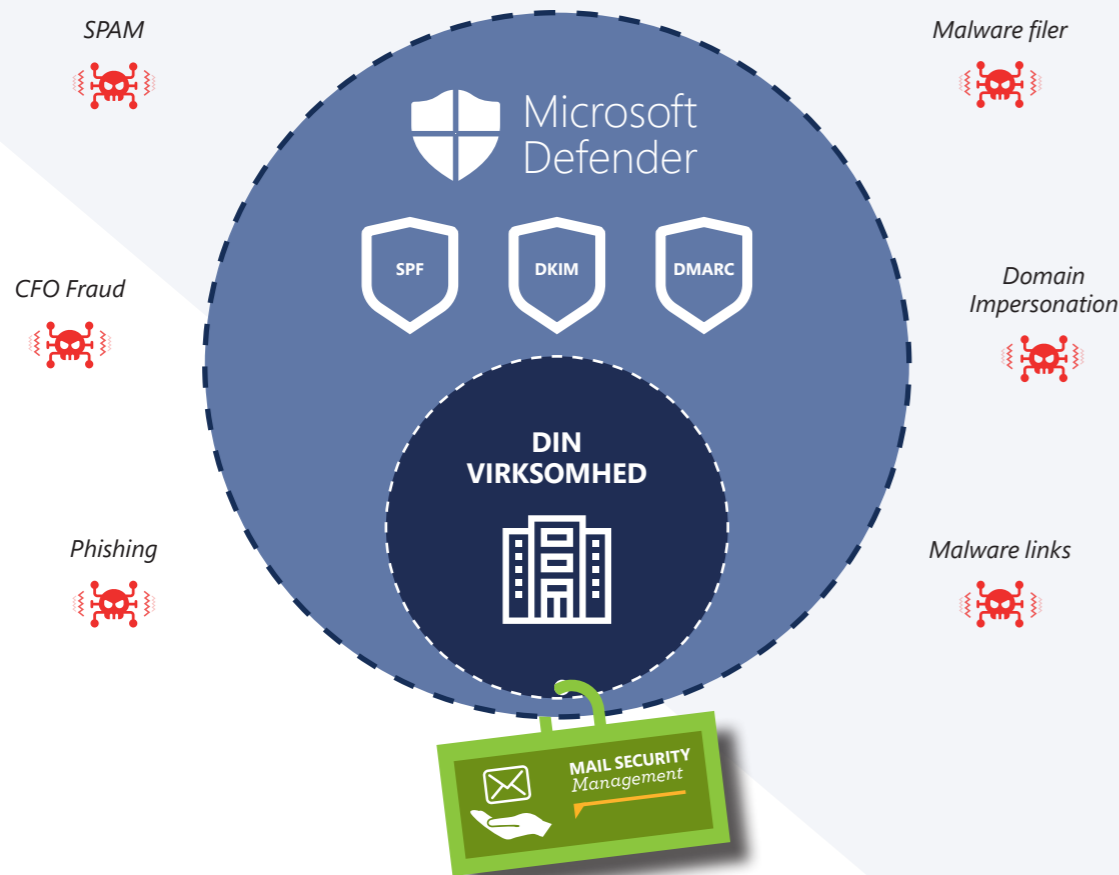 SPAM
Malware filer
Microsoft
Defender
SPF
DKIM
DMARC
CFO Fraud
Domain
Impersonation
DIN
VIRKSOMHED
Phishing
Malware links
MAIL SECURITY
Management